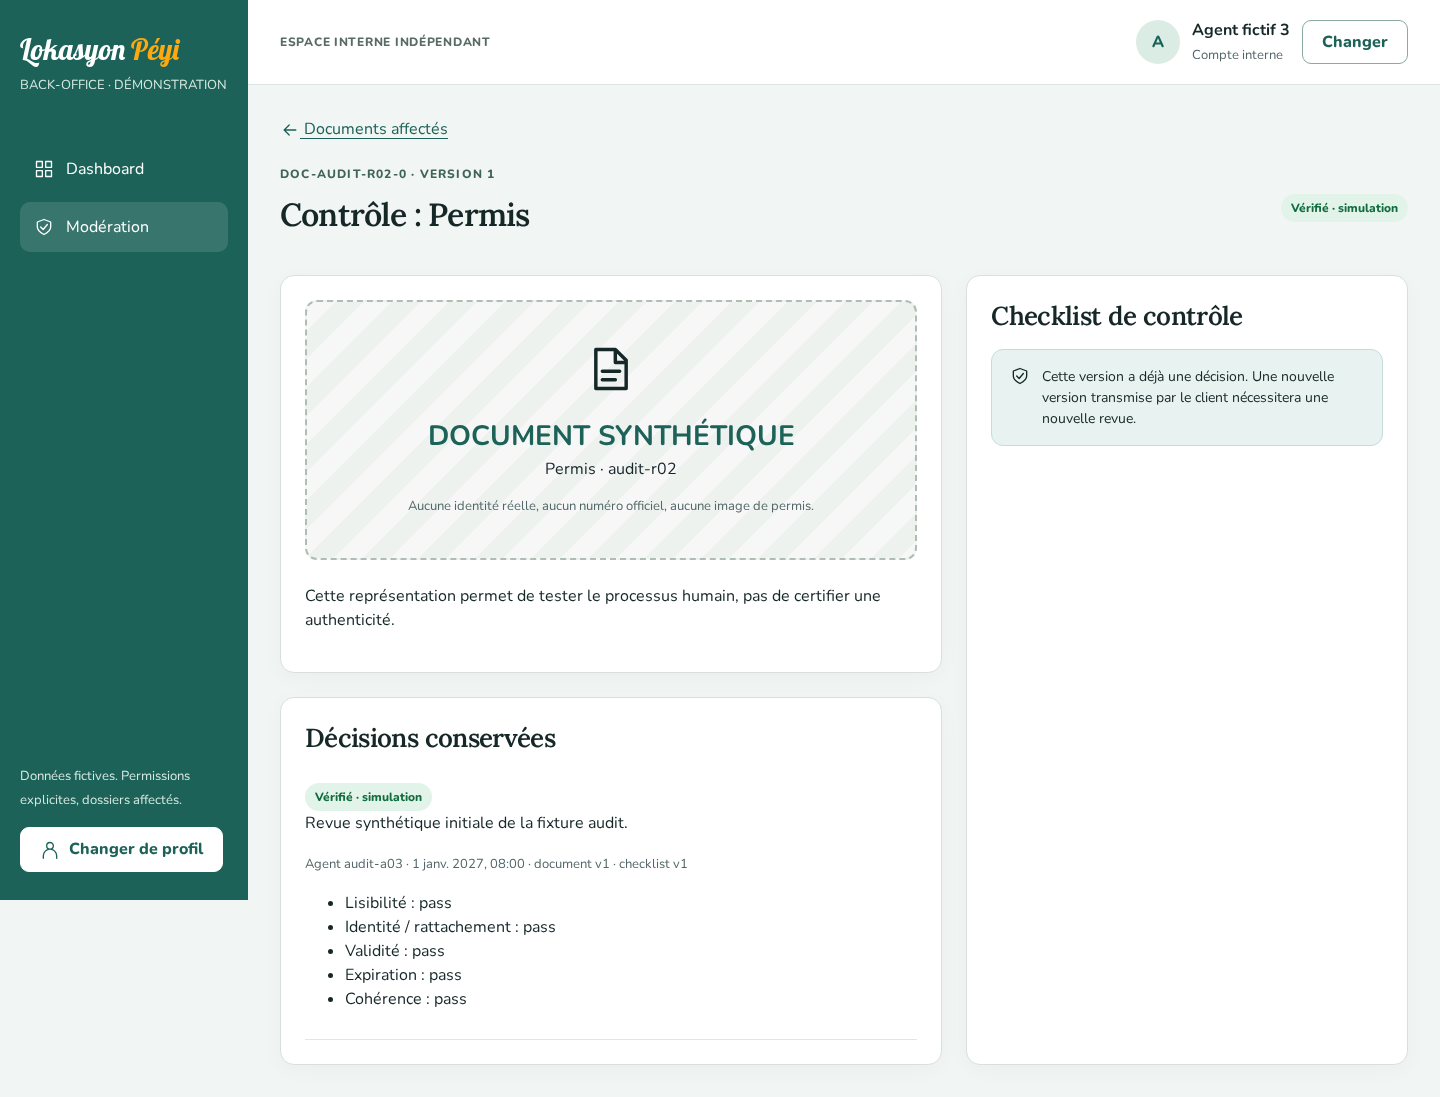 Lokasyon Péyi
BACK-OFFICE · DÉMONSTRATION
Dashboard
Modération
Données fictives. Permissions
explicites, dossiers affectés.
Changer de profil
ESPACE INTERNE INDÉPENDANT
A
Agent fictif 3
Compte interne
Changer
← Documents affectés
DOC-AUDIT-R02-0 · VERSION 1
Contrôle : Permis
Vérifié · simulation
DOCUMENT SYNTHÉTIQUE
Permis · audit-r02
Aucune identité réelle, aucun numéro officiel, aucune image de permis.
Cette représentation permet de tester le processus humain, pas de certifier une
authenticité.
Décisions conservées
Vérifié · simulation
Revue synthétique initiale de la fixture audit.
Agent audit-a03 · 1 janv. 2027, 08:00 · document v1 · checklist v1
• Lisibilité : pass
• Identité / rattachement : pass
• Validité : pass
• Expiration : pass
• Cohérence : pass
Checklist de contrôle
Cette version a déjà une décision. Une nouvelle
version transmise par le client nécessitera une
nouvelle revue.